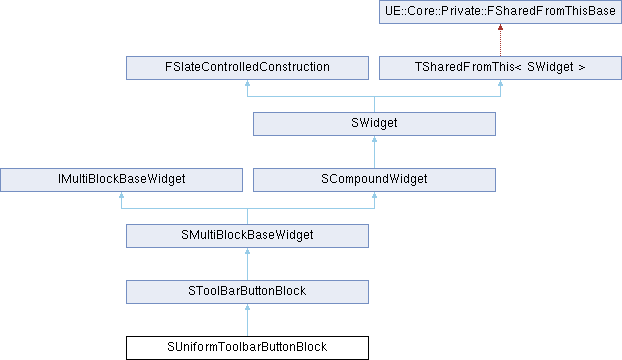 UE::Core::Private::FSharedFromThisBase
FSlateControlledConstruction
TSharedFromThis< SWidget >
SWidget
IMultiBlockBaseWidget
SCompoundWidget
SMultiBlockBaseWidget
SToolBarButtonBlock
SUniformToolbarButtonBlock